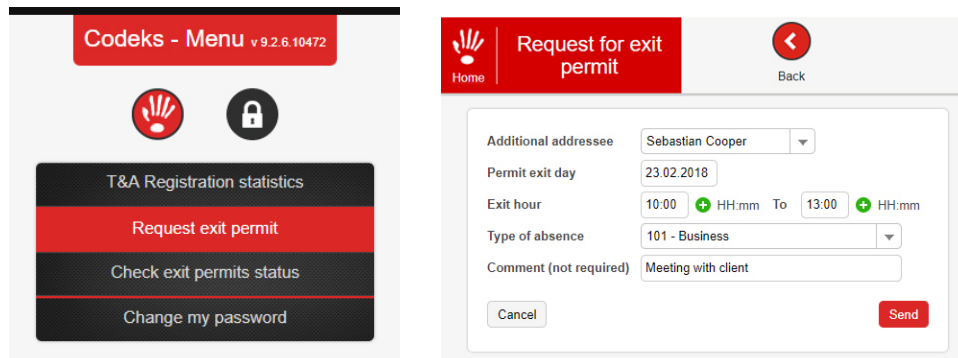 Codeks - Menu v 9.2.6.10472
T&A Registration statistics
Request exit permit
Check exit permits status
Change my password
Home
Request for exit
permit
Back
Additional addressee Sebastian Cooper
Permit exit day 23.02.2018
Exit hour 10:00 HH:mm To 13:00 HH:mm
Type of absence 101 - Business
Comment (not required) Meeting with client
Cancel Send